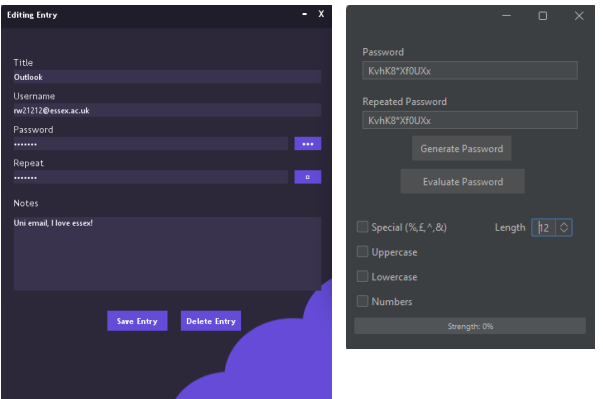 Editing Entry
- X
Title
Outlook
Username
rw21212@essex.ac.uk
Password
•••••••
•••
Repeat
•••••••
¤
Notes
Uni email, I love essex!
Save Entry
Delete Entry
Password
KvhK8*Xf0UXx
Repeated Password
KvhK8*Xf0UXx
Generate Password
Evaluate Password
Special (%,£,^,&)
Length
12
Uppercase
Lowercase
Numbers
Strength: 0%